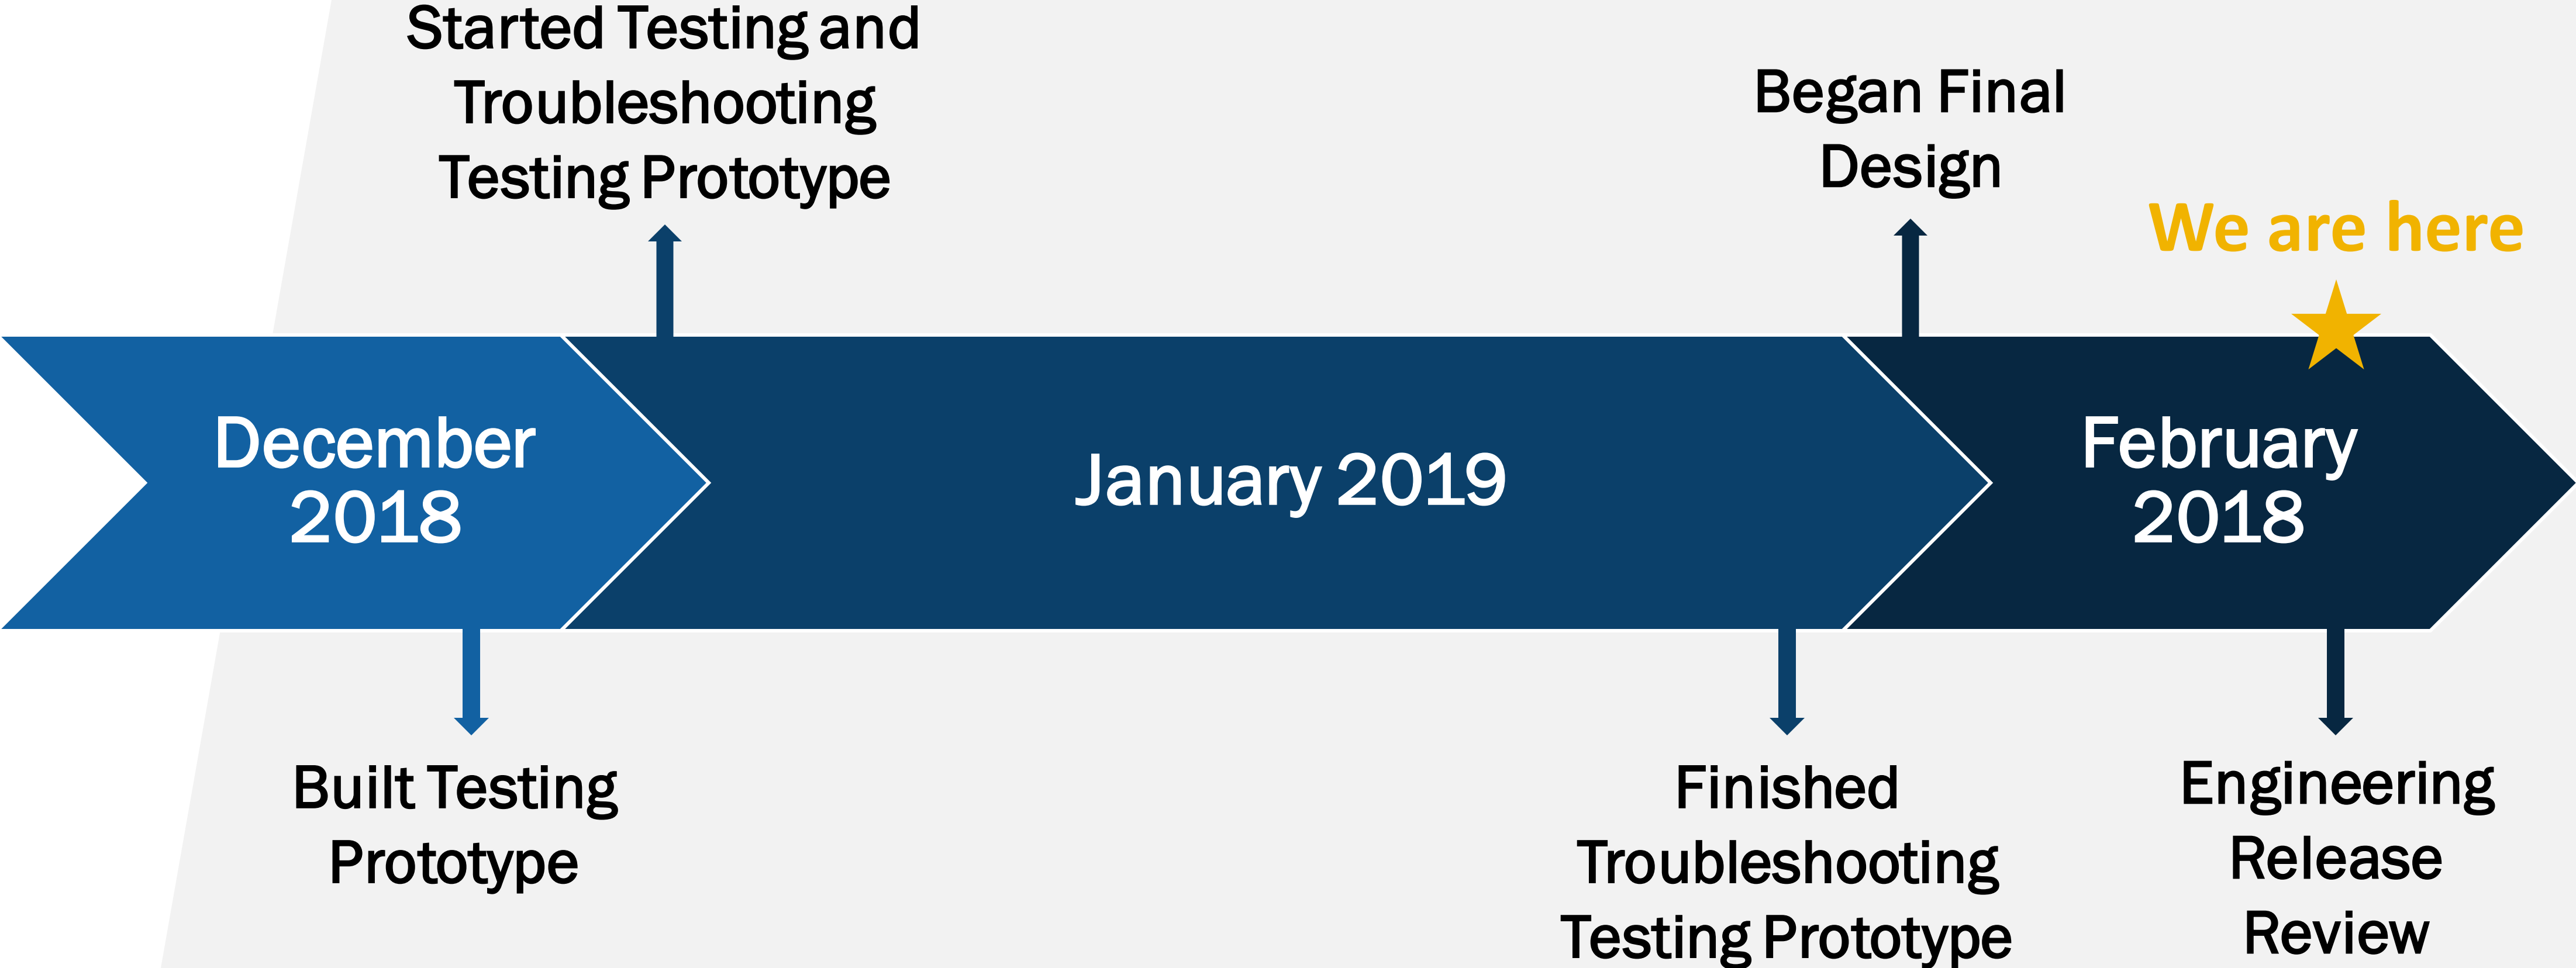 Started Testing and
Troubleshooting
Testing Prototype
Began Final
Design
We are here
December
2018
January 2019
February
2018
Built Testing
Prototype
Finished
Troubleshooting
Testing Prototype
Engineering
Release
Review